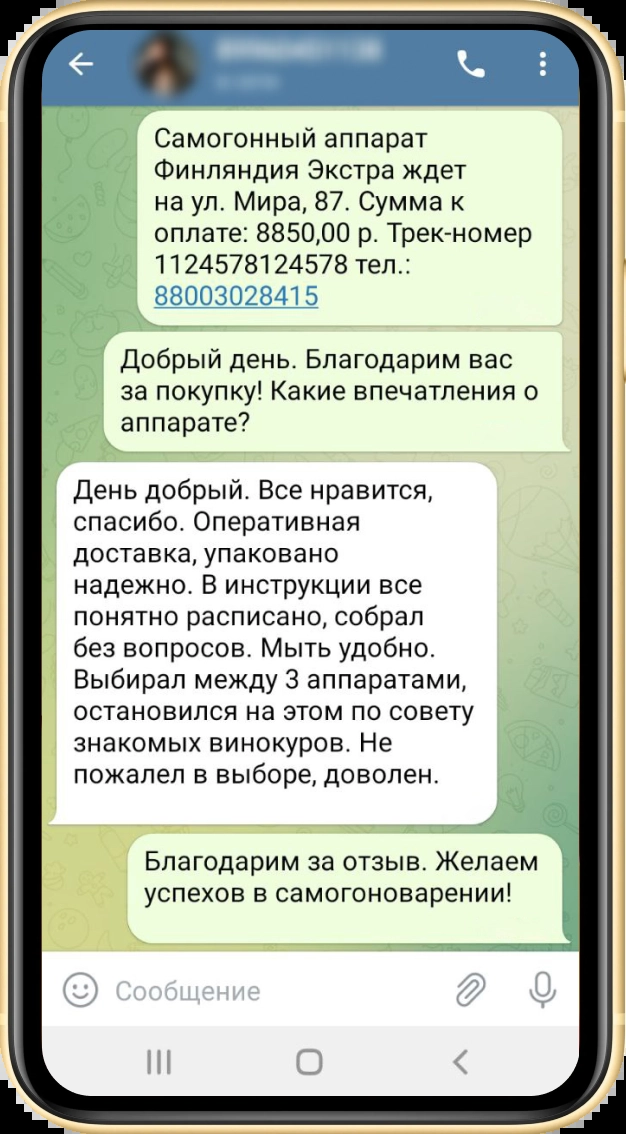 Самогонный аппарат
Финляндия Экстра ждет
на ул. Мира, 87. Сумма к
оплате: 8850,00 р. Трек-номер
1124578124578 тел.:
88003028415
Добрый день. Благодарим вас
за покупку! Какие впечатления о
аппарате?
День добрый. Все нравится,
спасибо. Оперативная
доставка, упаковано
надежно. В инструкции все
понятно расписано, собрал
без вопросов. Мыть удобно.
Выбирал между 3 аппаратами,
остановился на этом по совету
знакомых винокуров. Не
пожалел в выборе, доволен.
Благодарим за отзыв. Желаем
успехов в самогоноварении!
Сообщение